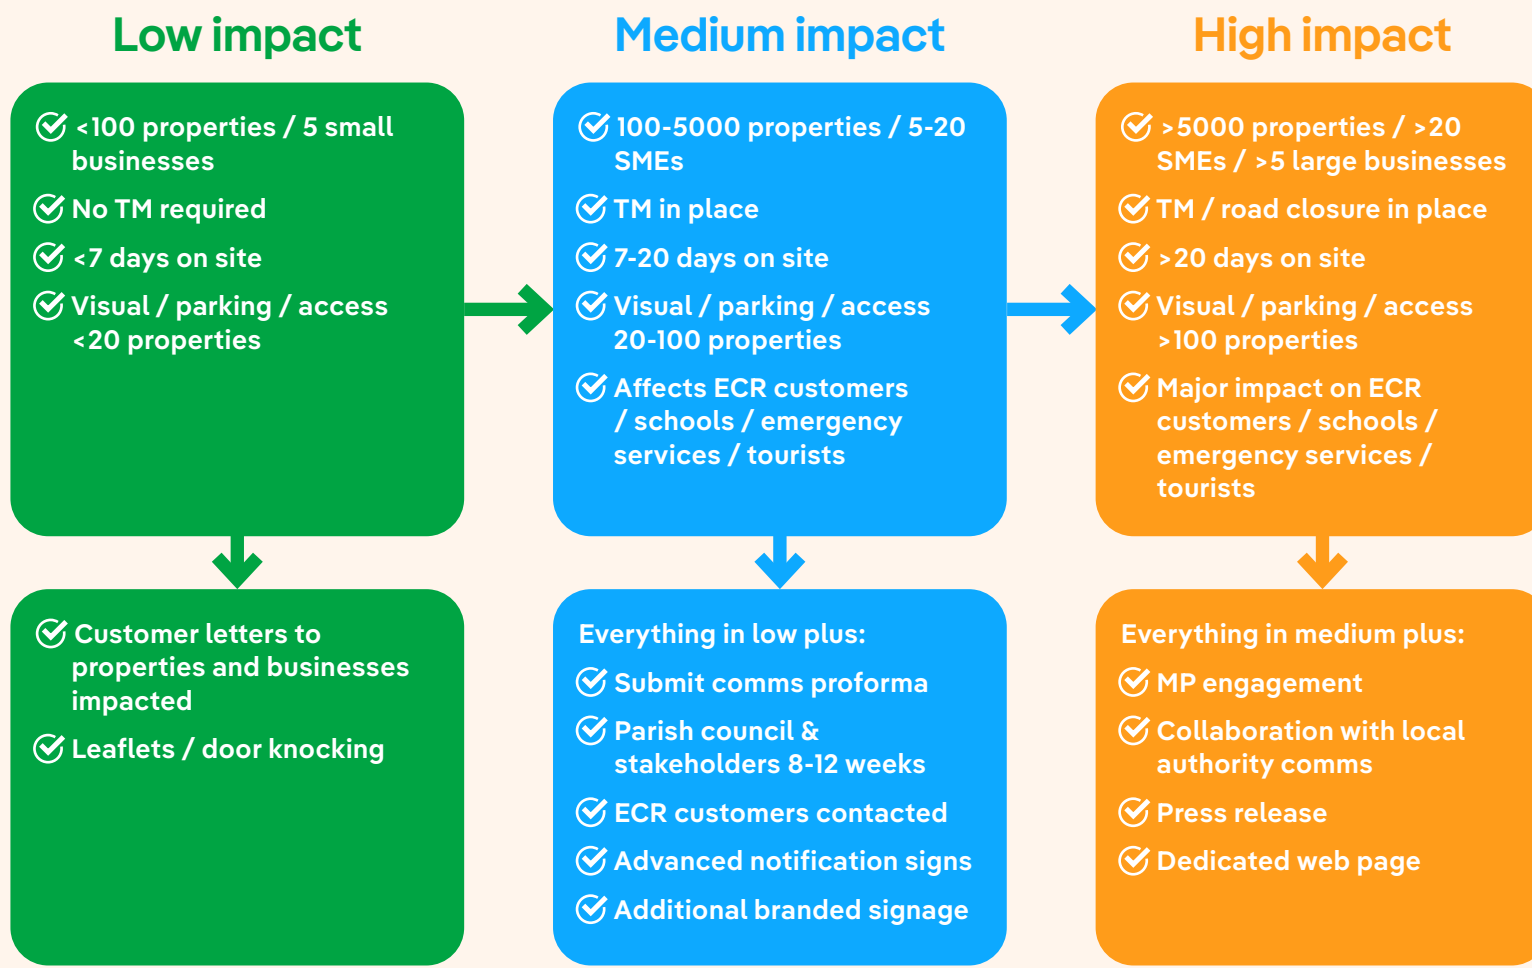 Low impact
<100 properties / 5 small
businesses
No TM required
<7 days on site
Visual / parking / access
<20 properties
Customer letters to
properties and businesses
impacted
Leaflets / door knocking
Medium impact
100-5000 properties / 5-20
SMEs
TM in place
7-20 days on site
Visual / parking / access
20-100 properties
Affects ECR customers
/ schools / emergency
services / tourists
Everything in low plus:
Submit comms proforma
Parish council &
stakeholders 8-12 weeks
ECR customers contacted
Advanced notification signs
Additional branded signage
High impact
>5000 properties / >20
SMEs / >5 large businesses
TM / road closure in place
>20 days on site
Visual / parking / access
>100 properties
Major impact on ECR
customers / schools /
emergency services /
tourists
Everything in medium plus:
MP engagement
Collaboration with local
authority comms
Press release
Dedicated web page